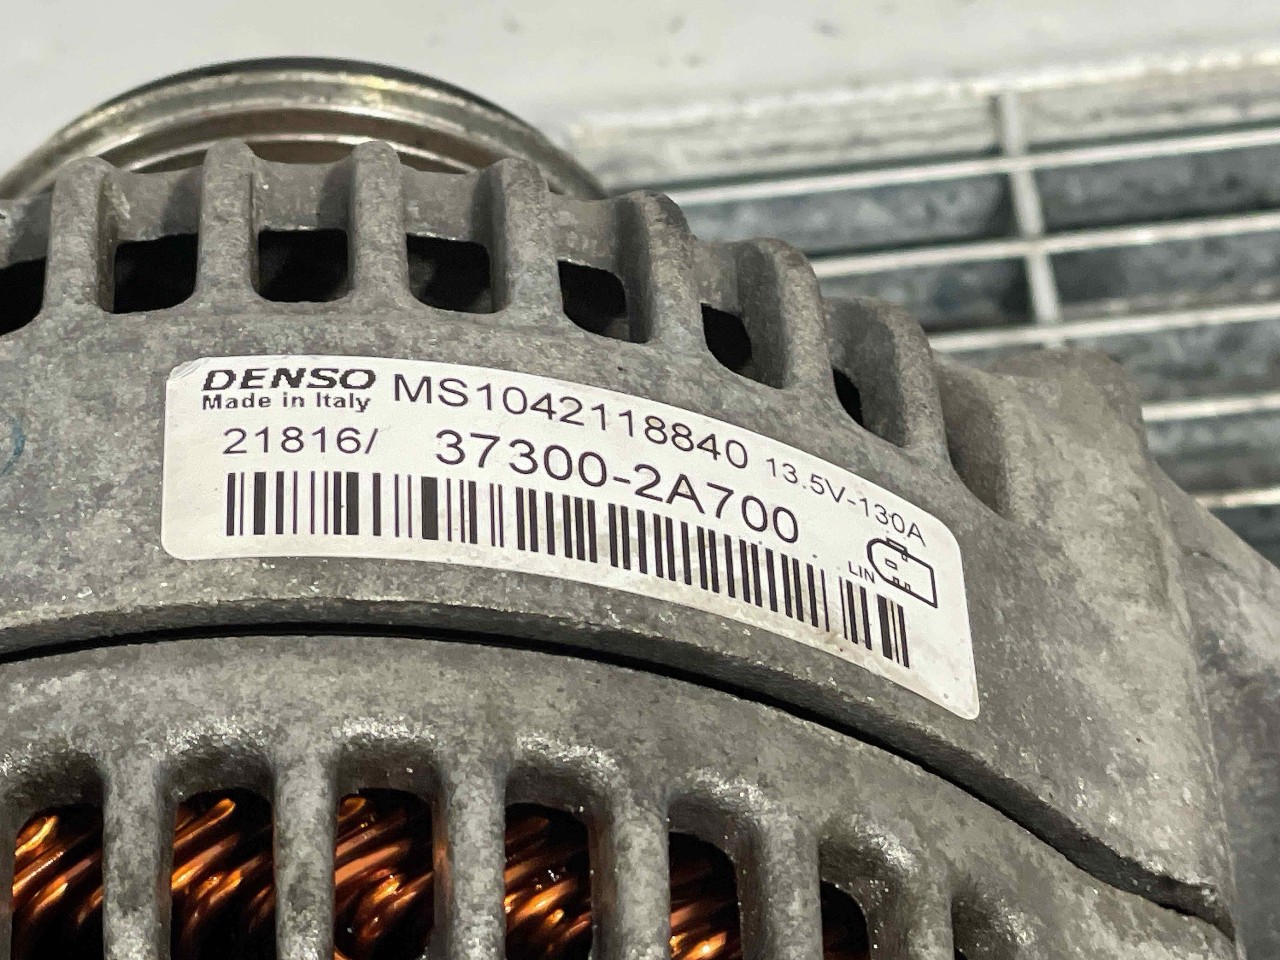 DENSO MS1042118840 13.5V-130A
Made in Italy
21816/ 37300-2A700
LIN